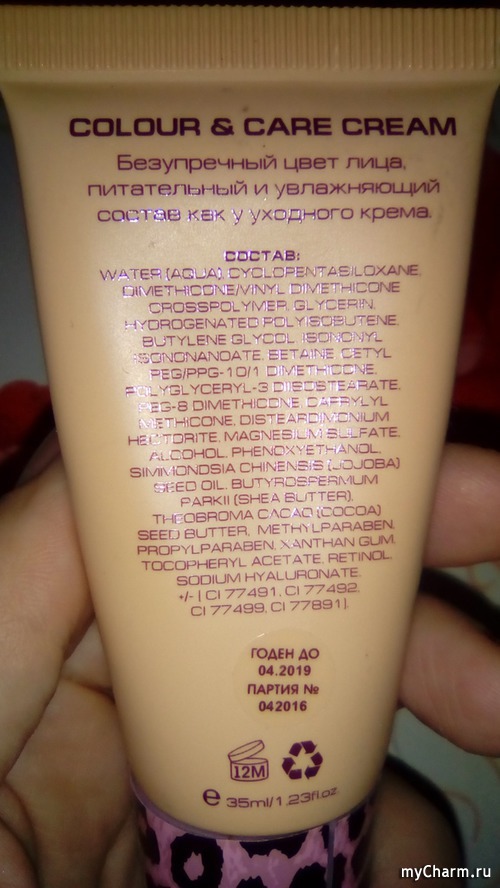 COLOUR & CARE CREAM
Безупречный цвет лица,
питательный и увлажняющий
состав как у уходного крема.
СОСТАВ:
WATER (AQUA), CYCLOPENTASILOXANE,
DIMETHICONE/VINYL DIMETHICONE
CROSSPOLYMER, GLYCERIN,
HYDROGENATED POLYISOBUTENE,
BUTYLENE GLYCOL, ISONONYL
ISONONANOATE, BETAINE, CETYL
PEG/PPG-10/1 DIMETHICONE,
POLYGLYCERYL-3 DIISOSTEARATE,
PEG-8 DIMETHICONE, CAPRYLYL
METHICONE, DISTEARDIMONIUM
HECTORITE, MAGNESIUM SULFATE,
ALCOHOL, PHENOXYETHANOL,
SIMMONDSIA CHINENSIS (JOJOBA)
SEED OIL, BUTYROSPERMUM
PARKII (SHEA BUTTER),
THEOBROMA CACAO (COCOA)
SEED BUTTER, METHYLPARABEN,
PROPYLPARABEN, XANTHAN GUM,
TOCOPHERYL ACETATE, RETINOL,
SODIUM HYALURONATE,
+/- ( CI 77491, CI 77492,
CI 77499, CI 77891 ).
ГОДЕН ДО
04.2019
ПАРТИЯ №
042016
12M
e 35ml/1,23fl.oz.
myCharm.ru